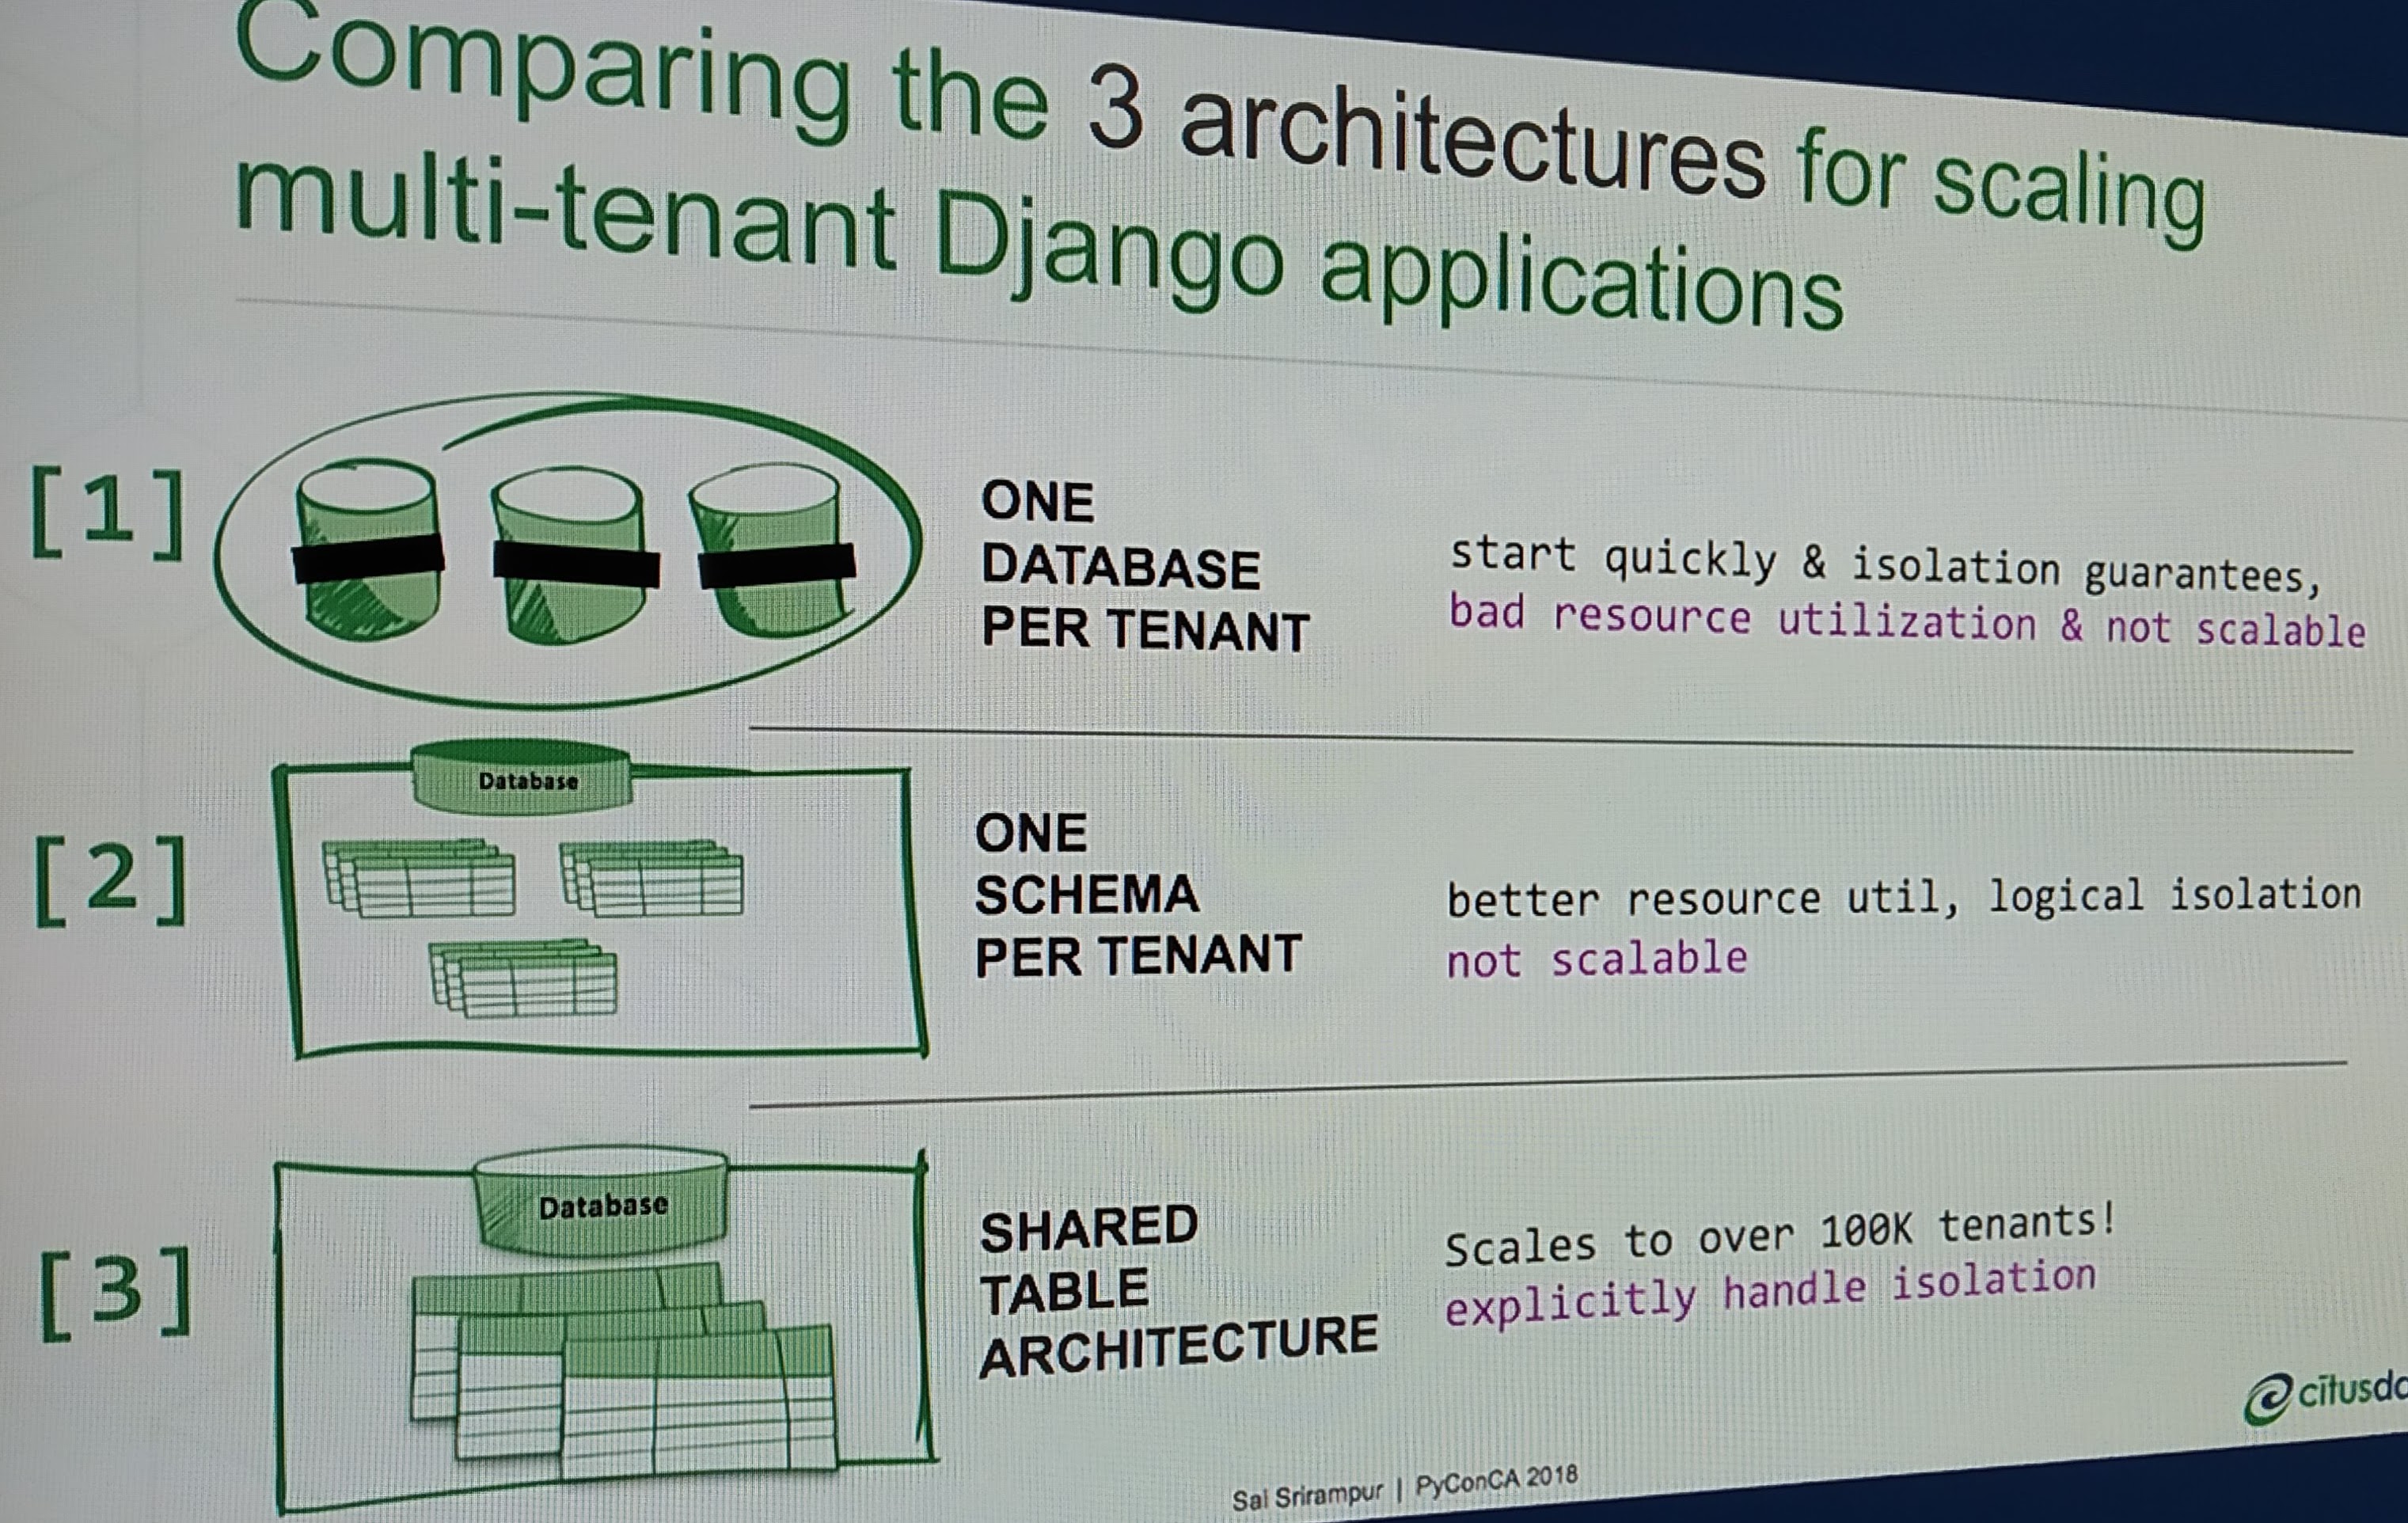 Comparing the 3 architectures for scaling
multi-tenant Django applications
[1]
ONE
DATABASE
PER TENANT
start quickly & isolation guarantees,
bad resource utilization & not scalable
[2]
Database
ONE
SCHEMA
PER TENANT
better resource util, logical isolation
not scalable
[3]
Database
SHARED
TABLE
ARCHITECTURE
Scales to over 100K tenants!
explicitly handle isolation
citusda
Sai Srirampur | PyConCA 2018